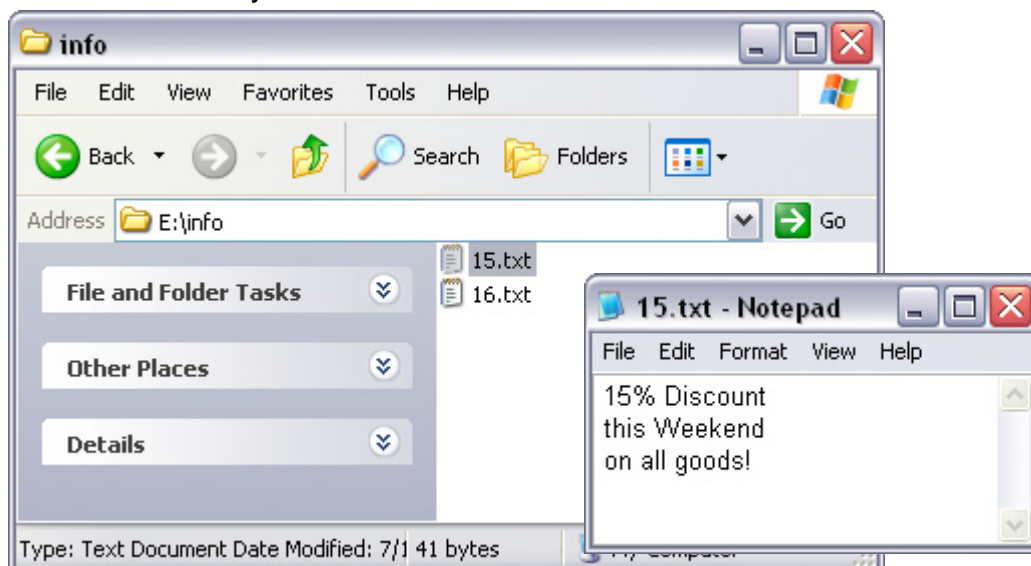 info
File Edit View Favorites Tools Help
Back Search Folders
Address E:\info Go
File and Folder Tasks
Other Places
Details
15.txt
16.txt
Type: Text Document Date Modified: 7/1 41 bytes
15.txt - Notepad
File Edit Format View Help
15% Discount
this Weekend
on all goods!